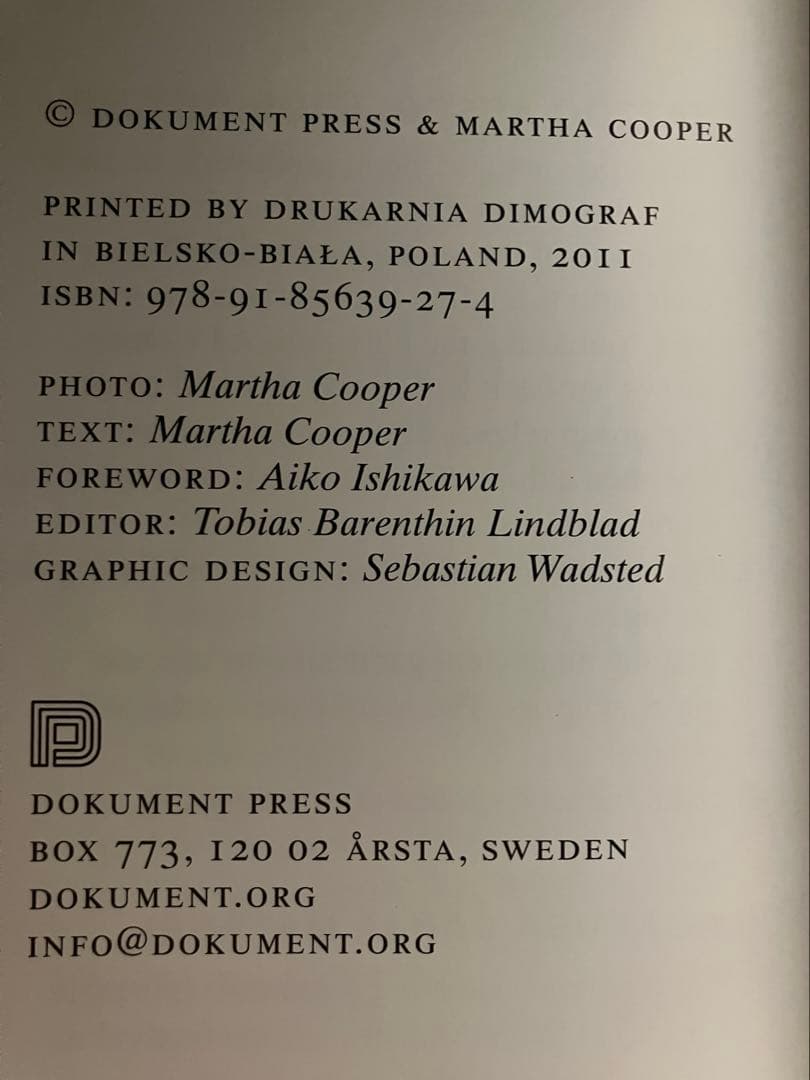 © DOKUMENT PRESS & MARTHA COOPER
PRINTED BY DRUKARNIA DIMOGRAF
IN BIELSKO-BIAŁA, POLAND, 2011
ISBN: 978-91-85639-27-4
PHOTO: Martha Cooper
TEXT: Martha Cooper
FOREWORD: Aiko Ishikawa
EDITOR: Tobias Barenthin Lindblad
GRAPHIC DESIGN: Sebastian Wadsted
DOKUMENT PRESS
BOX 773, 120 02 ÅRSTA, SWEDEN
DOKUMENT.ORG
INFO@DOKUMENT.ORG